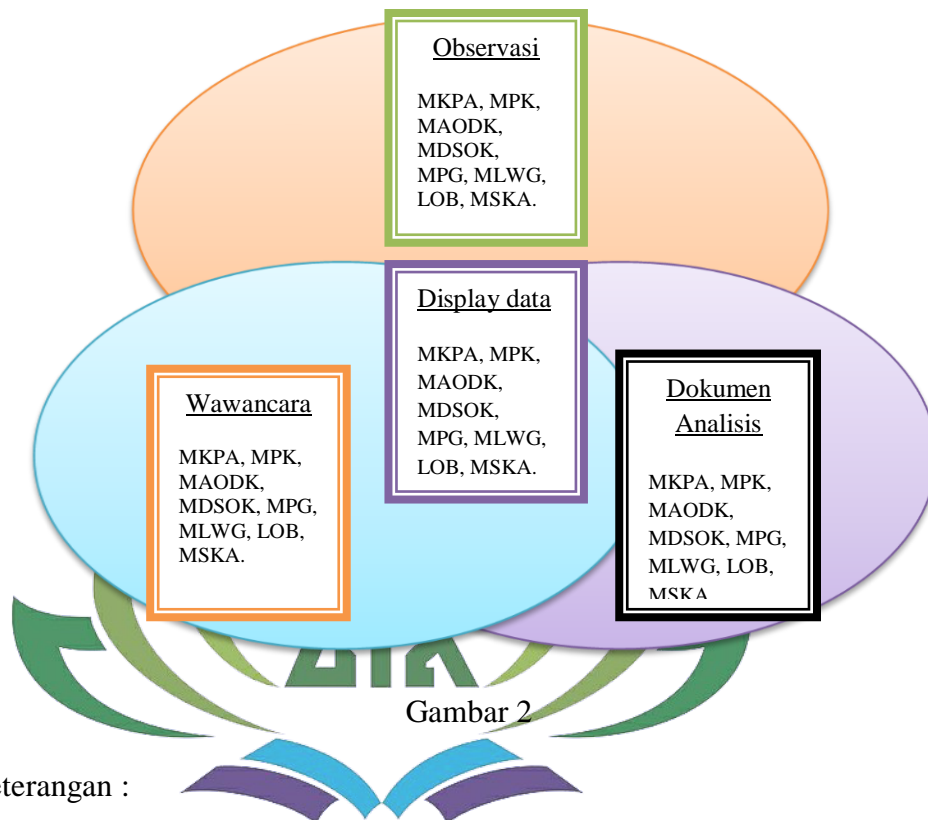 Observasi
MKPA, MPK,
MAODK,
MDSOK,
MPG, MLWG,
LOB, MSKA.
Display data
MKPA, MPK,
MAODK,
MDSOK,
MPG, MLWG,
LOB, MSKA.
Wawancara
MKPA, MPK,
MAODK,
MDSOK, MPG,
MLWG, LOB,
MSKA.
Dokumen
Analisis
MKPA, MPK,
MAODK,
MDSOK, MPG,
MLWG, LOB,
MSKA
Gambar 2
eterangan :